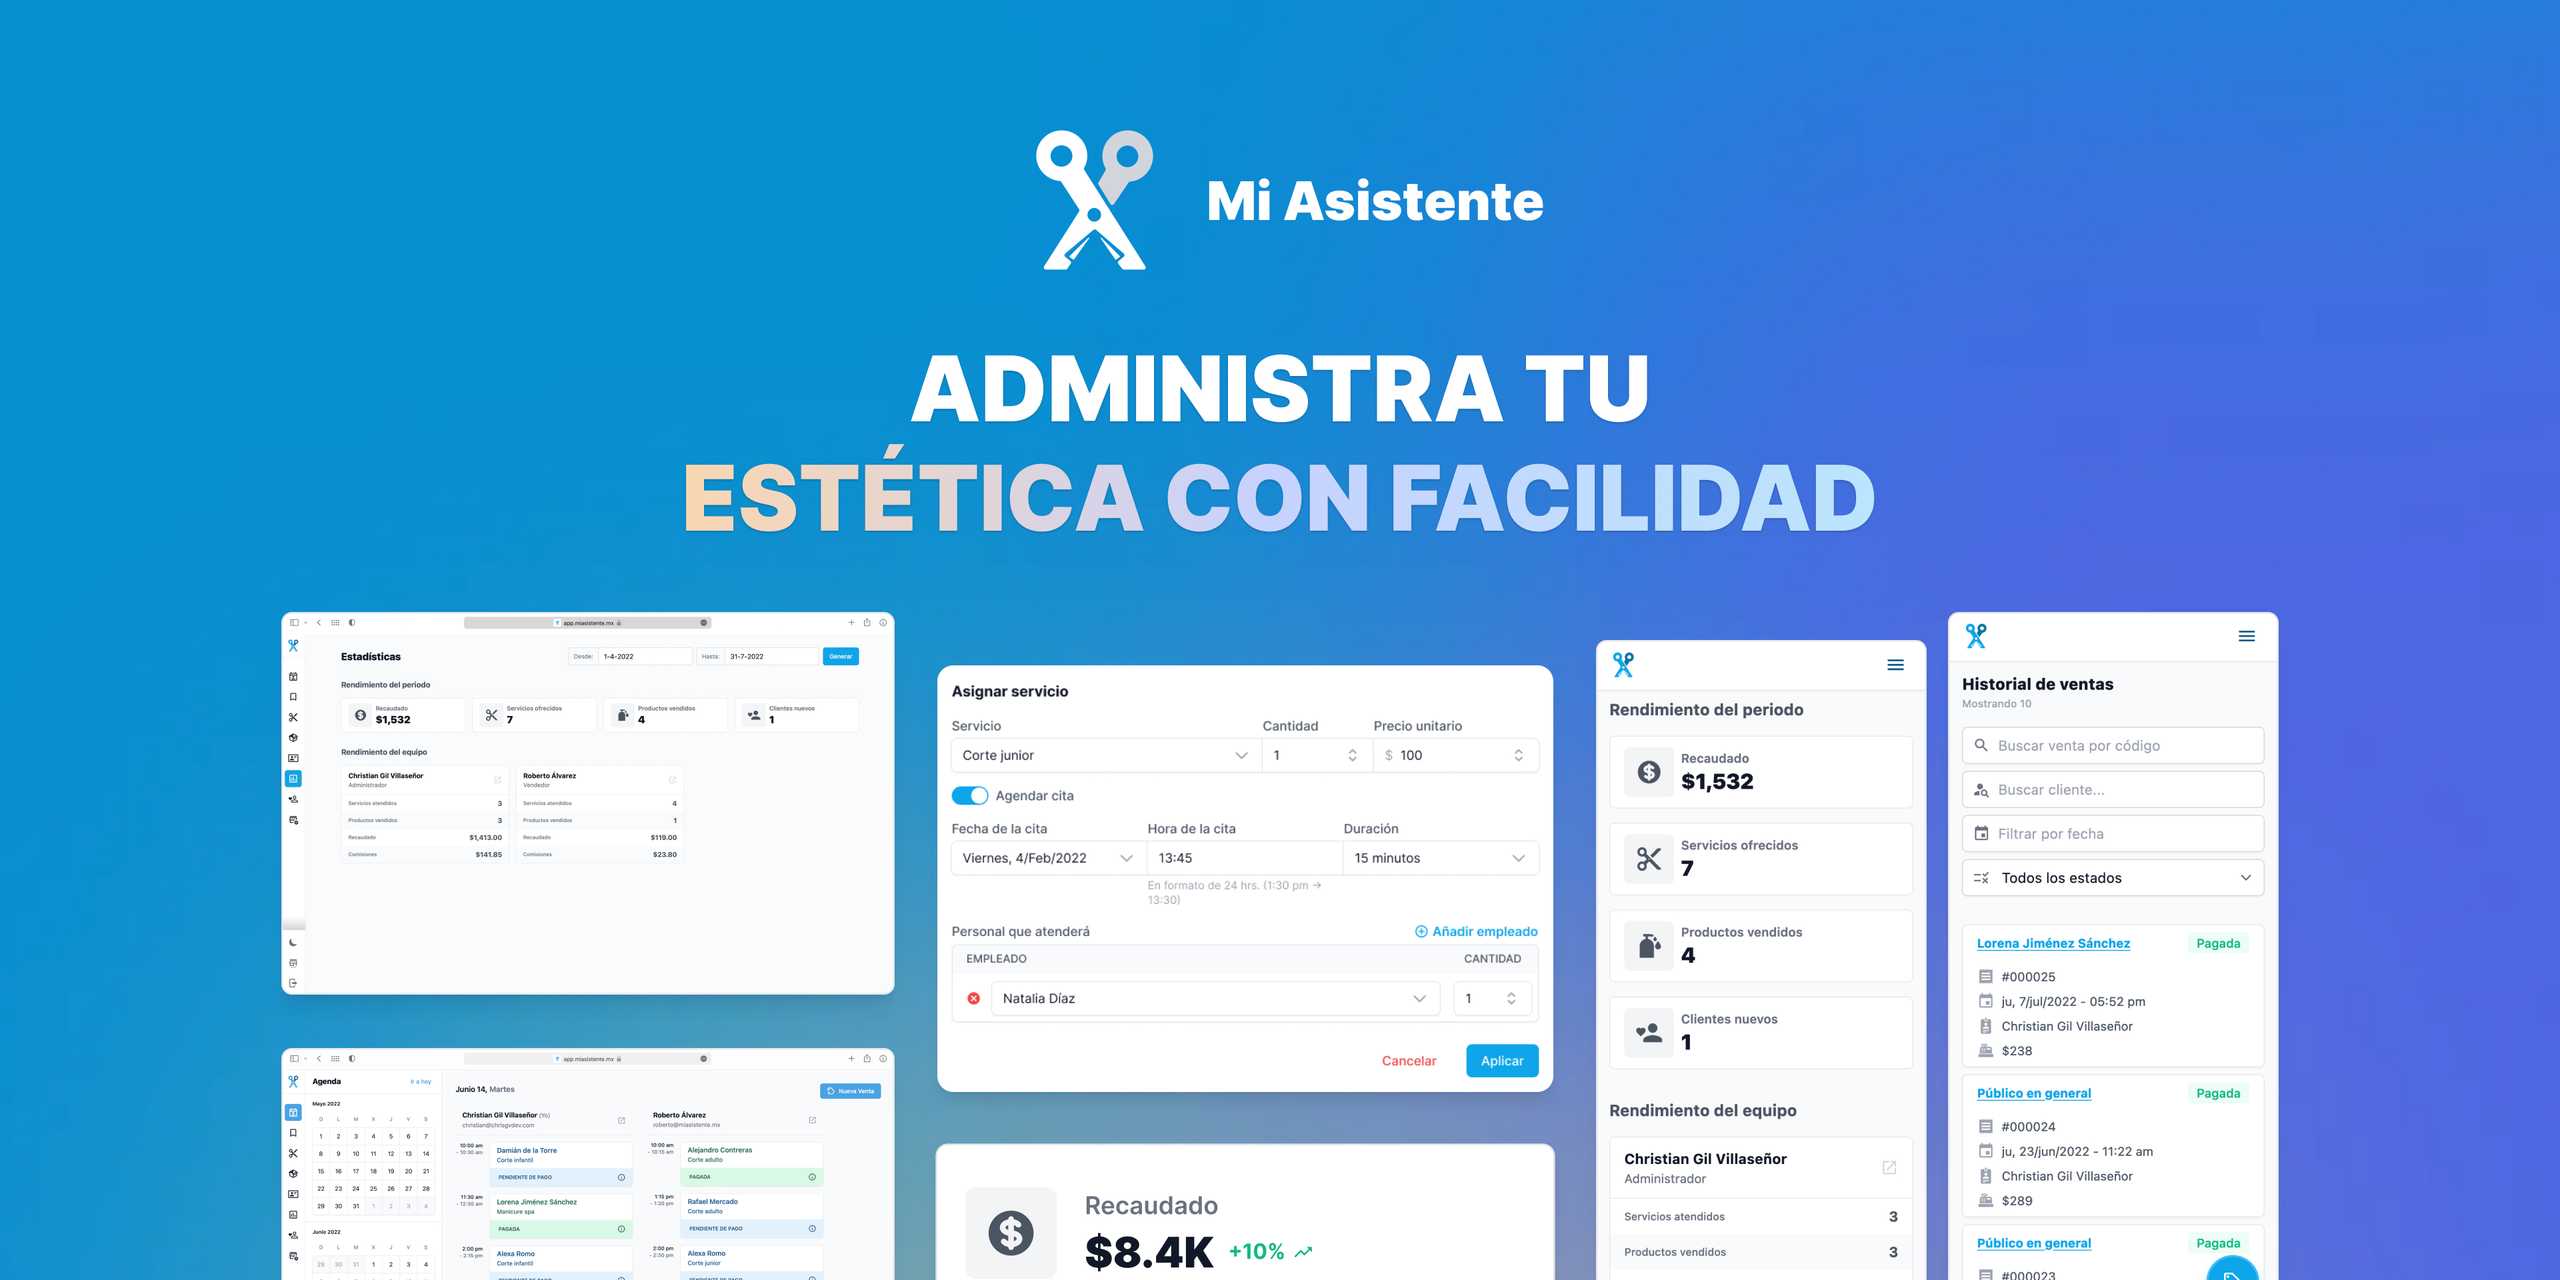 Mi Asistente
ADMINISTRA TU
ESTÉTICA CON FACILIDAD
app.miasistente.mx
Estadísticas
Desde: 1-4-2022
Hasta: 31-7-2022
Generar
Rendimiento del periodo
Recaudado
$1,532
Servicios ofrecidos
7
Productos vendidos
4
Clientes nuevos
1
Rendimiento del equipo
Christian Gil Villaseñor
Administrador
Servicios atendidos 3
Productos vendidos 3
Recaudado $1,413.00
Comisiones $141.85
Roberto Álvarez
Vendedor
Servicios atendidos 4
Productos vendidos 1
Recaudado $119.00
Comisiones $23.80
app.miasistente.mx
Agenda
Ir a hoy
Mayo 2022
D L M X J V S
1 2 3 4 5 6 7
8 9 10 11 12 13 14
15 16 17 18 19 20 21
22 23 24 25 26 27 28
29 30 31 1 2 3 4
Junio 2022
D L M X J V S
29 30 31 1 2 3 4
Junio 14, Martes
Nueva Venta
Christian Gil Villaseñor (Yo)
christian@chrisgvdev.com
10:00 am
- 10:30 am
Damián de la Torre
Corte infantil
PENDIENTE DE PAGO
11:30 am
- 12:30 am
Lorena Jiménez Sánchez
Manicure spa
PAGADA
2:00 pm
- 2:15 pm
Alexa Romo
Corte infantil
PENDIENTE DE PAGO
Roberto Álvarez
roberto@miasistente.mx
10:00 am
- 10:15 am
Alejandro Contreras
Corte adulto
PAGADA
1:15 pm
- 1:30 pm
Rafael Mercado
Corte adulto
PENDIENTE DE PAGO
2:00 pm
- 2:50 pm
Alexa Romo
Corte junior
PENDIENTE DE PAGO
Asignar servicio
Servicio Cantidad Precio unitario
Corte junior 1 $ 100
Agendar cita
Fecha de la cita Hora de la cita Duración
Viernes, 4/Feb/2022 13:45 15 minutos
En formato de 24 hrs. (1:30 pm →
13:30)
Personal que atenderá Añadir empleado
EMPLEADO CANTIDAD
Natalia Díaz 1
Cancelar Aplicar
Recaudado
$8.4K +10%
Rendimiento del periodo
Recaudado
$1,532
Servicios ofrecidos
7
Productos vendidos
4
Clientes nuevos
1
Rendimiento del equipo
Christian Gil Villaseñor
Administrador
Servicios atendidos 3
Productos vendidos 3
Historial de ventas
Mostrando 10
Buscar venta por código
Buscar cliente...
Filtrar por fecha
Todos los estados
Lorena Jiménez Sánchez Pagada
#000025
ju, 7/jul/2022 - 05:52 pm
Christian Gil Villaseñor
$238
Público en general Pagada
#000024
ju, 23/jun/2022 - 11:22 am
Christian Gil Villaseñor
$289
Público en general Pagada
#000023